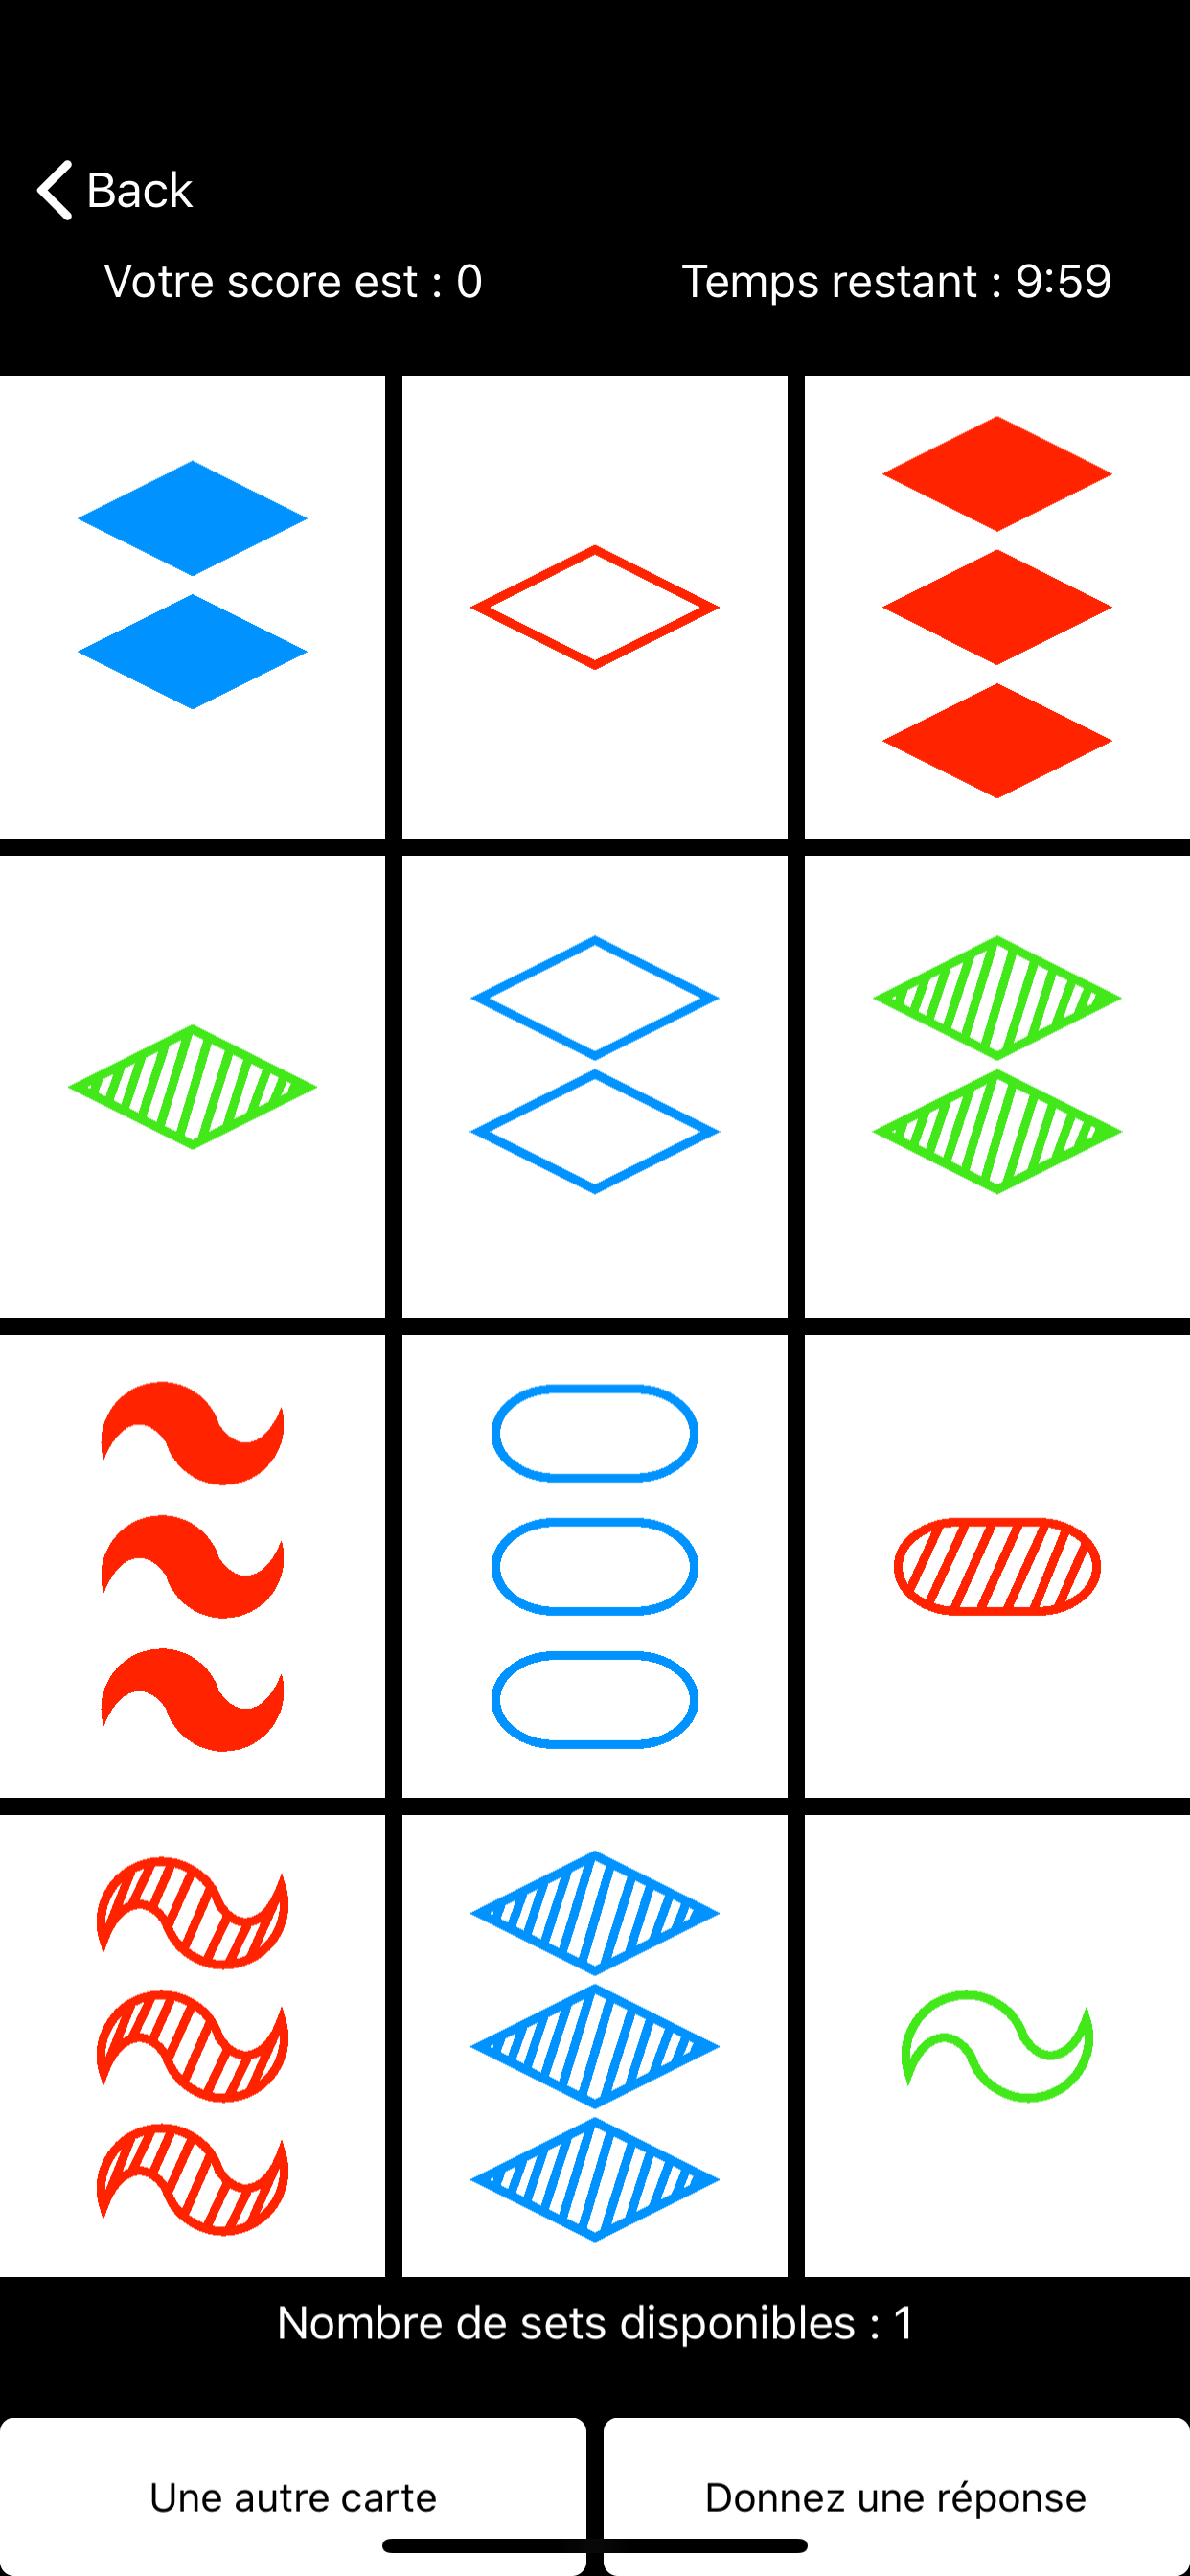 Back
Votre score est : 0
Temps restant : 9:59
Nombre de sets disponibles : 1
Une autre carte
Donnez une réponse